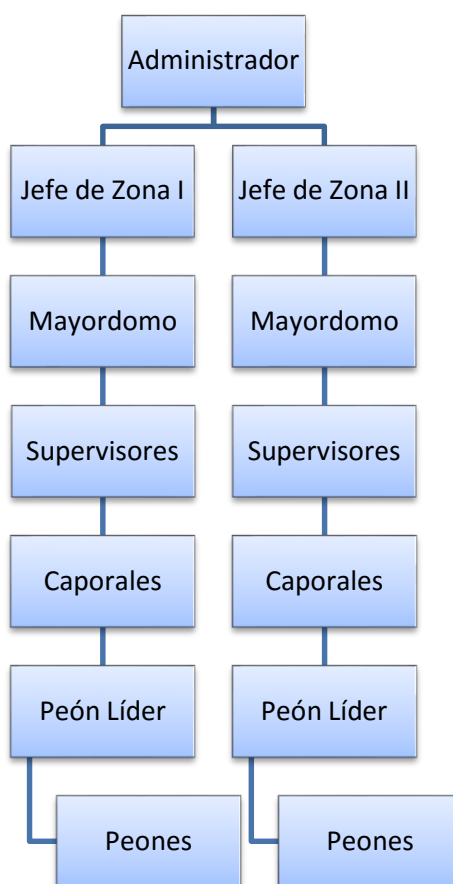 Administrador
Jefe de Zona I
Jefe de Zona II
Mayordomo
Mayordomo
Supervisores
Supervisores
Caporales
Caporales
Peón Líder
Peón Líder
Peones
Peones